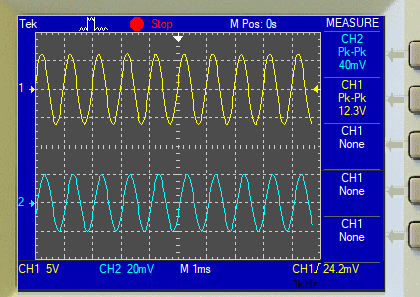 Tek Stop M Pos: 0s MEASURE
CH2
Pk-Pk
40mV
1
CH1
Pk-Pk
12.3V
CH1
None
CH1
None
2
CH1
None
CH1 5V CH2 20mV M 1ms CH1 24.2mV